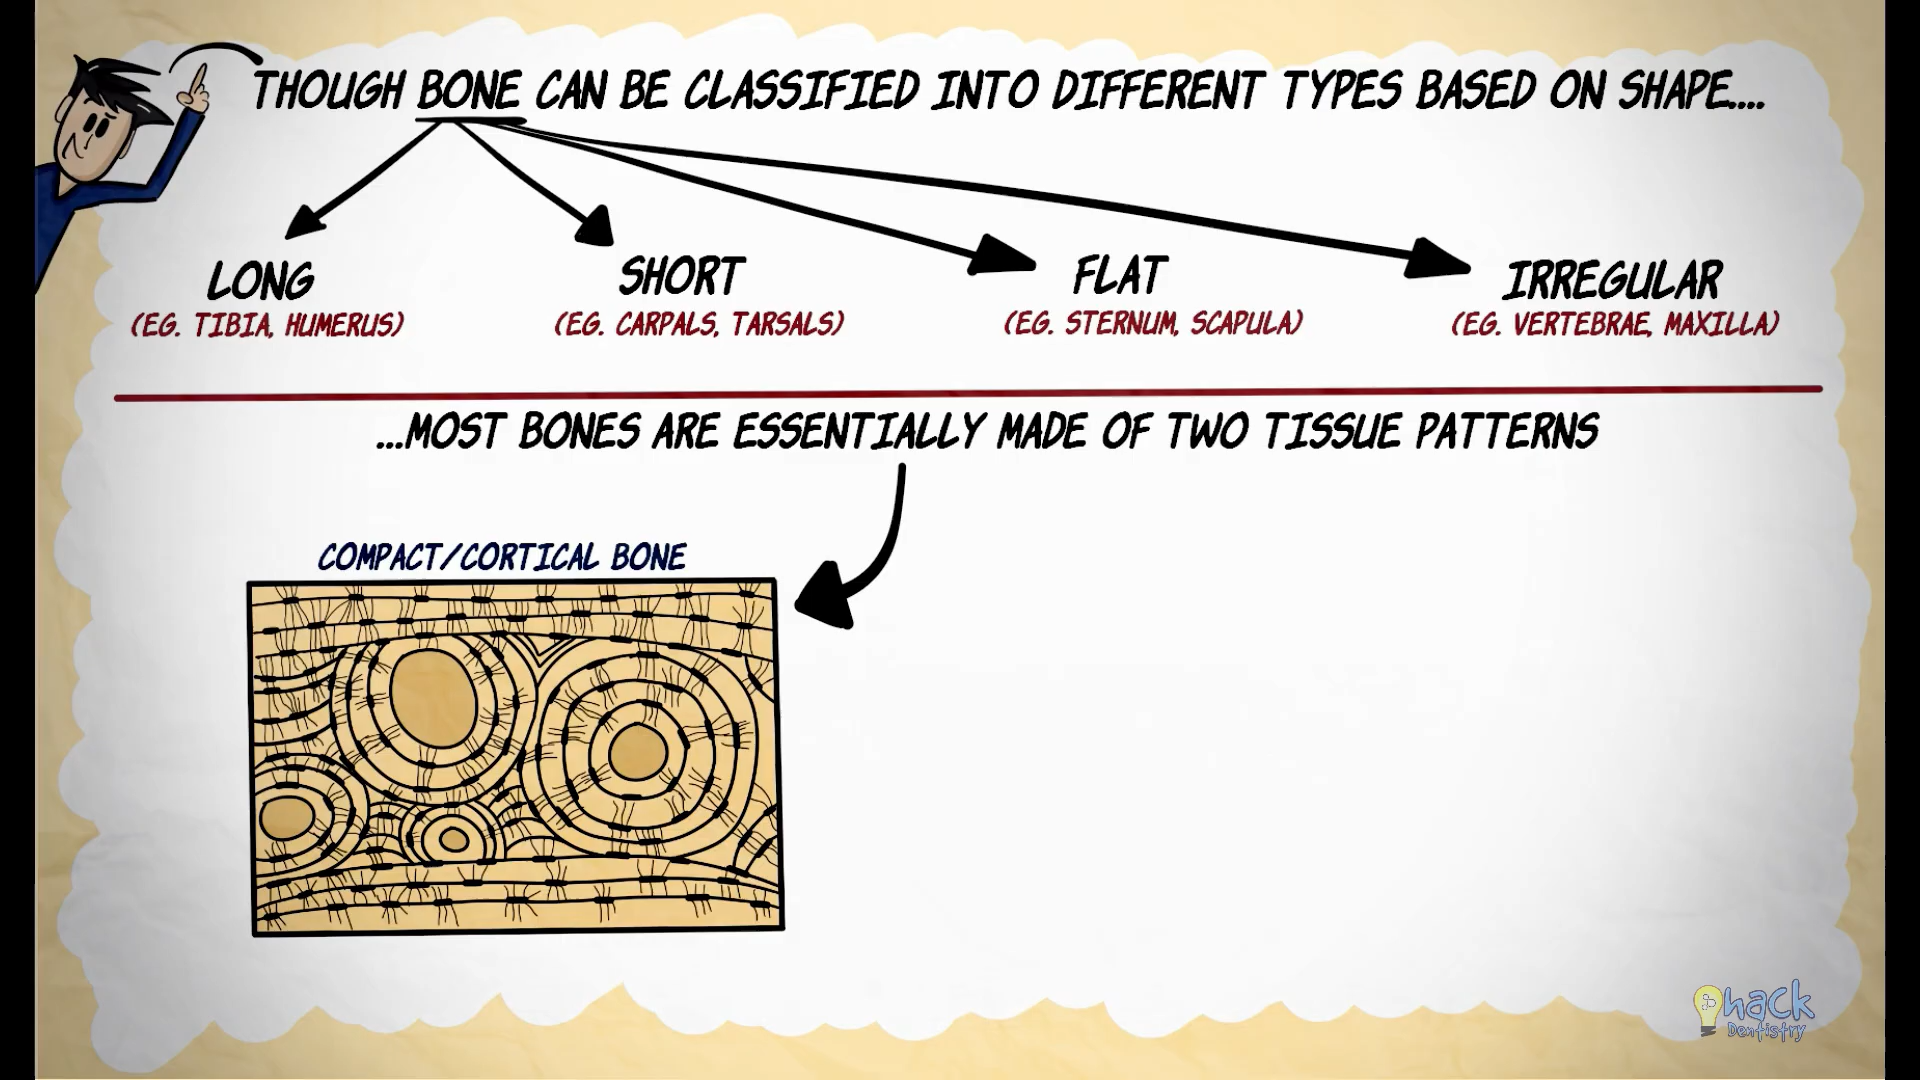 THOUGH BONE CAN BE CLASSIFIED INTO DIFFERENT TYPES BASED ON SHAPE....
LONG
(EG. TIBIA, HUMERUS)
SHORT
(EG. CARPALS, TARSALS)
FLAT
(EG. STERNUM, SCAPULA)
IRREGULAR
(EG. VERTEBRAE, MAXILLA)
...MOST BONES ARE ESSENTIALLY MADE OF TWO TISSUE PATTERNS
COMPACT/CORTICAL BONE
hack
Dentistry